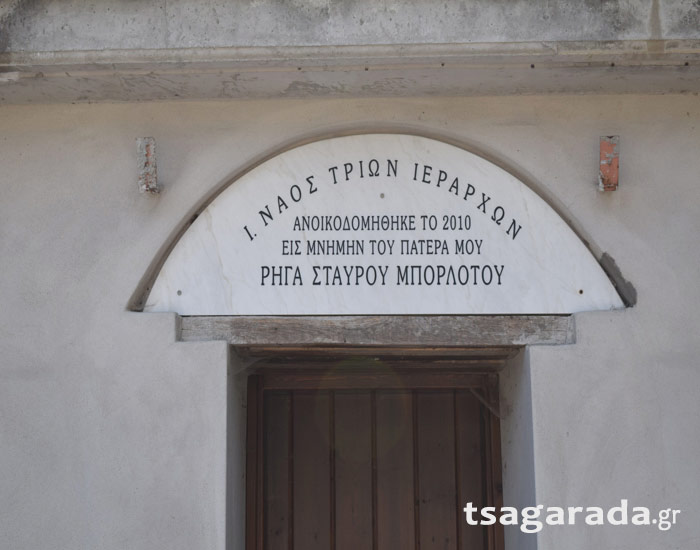 Ι. ΝΑΟΣ ΤΡΙΩΝ ΙΕΡΑΡΧΩΝ
ΑΝΟΙΚΟΔΟΜΗΘΗΚΕ ΤΟ 2010
ΕΙΣ ΜΝΗΜΗΝ ΤΟΥ ΠΑΤΕΡΑ ΜΟΥ
ΡΗΓΑ ΣΤΑΥΡΟΥ ΜΠΟΡΛΟΤΟΥ
tsagarada.gr